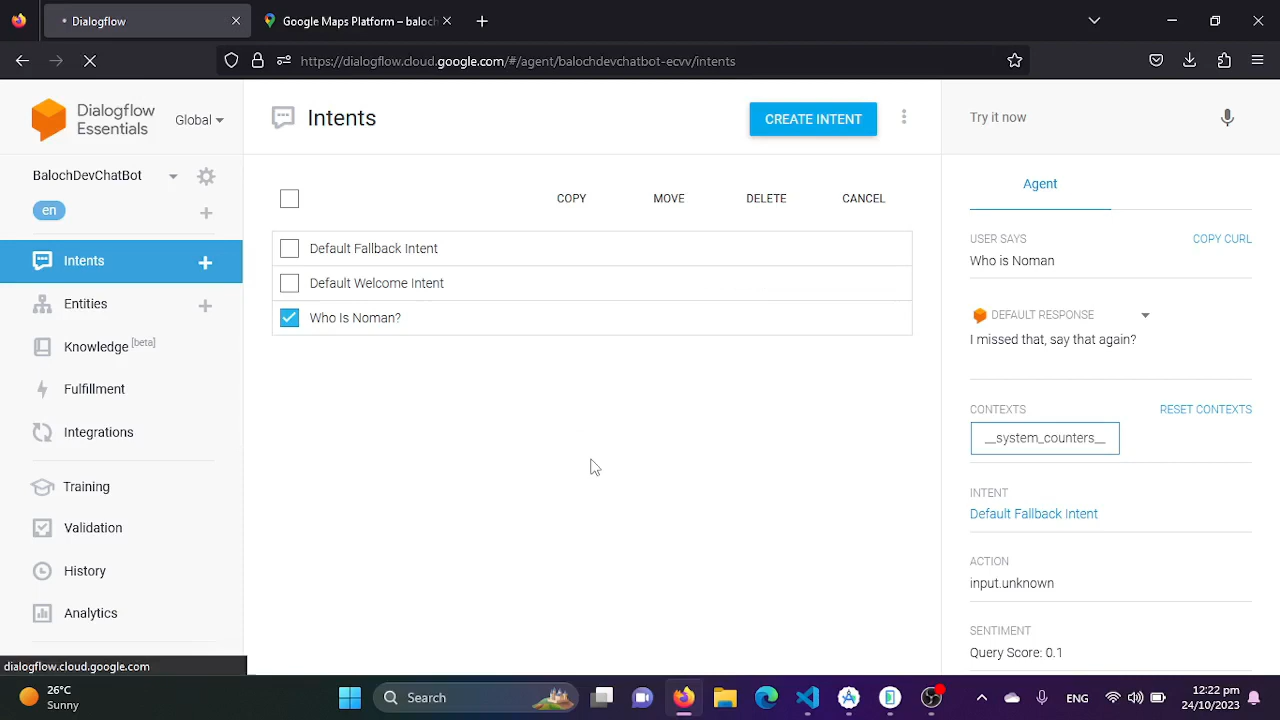 Dialogflow
Google Maps Platform – baloch
https://dialogflow.cloud.google.com/#/agent/balochdevchatbot-ecvv/intents
Dialogflow
Essentials
Global
Intents
CREATE INTENT
Try it now
BalochDevChatBot
en
COPY
MOVE
DELETE
CANCEL
Agent
Default Fallback Intent
Default Welcome Intent
Who Is Noman?
Intents
Entities
Knowledge [beta]
Fulfillment
Integrations
Training
Validation
History
Analytics
USER SAYS
COPY CURL
Who is Noman
DEFAULT RESPONSE
I missed that, say that again?
CONTEXTS
RESET CONTEXTS
__system_counters__
INTENT
Default Fallback Intent
ACTION
input.unknown
SENTIMENT
Query Score: 0.1
dialogflow.cloud.google.com
26°C
Sunny
Search
ENG
12:22 pm
24/10/2023